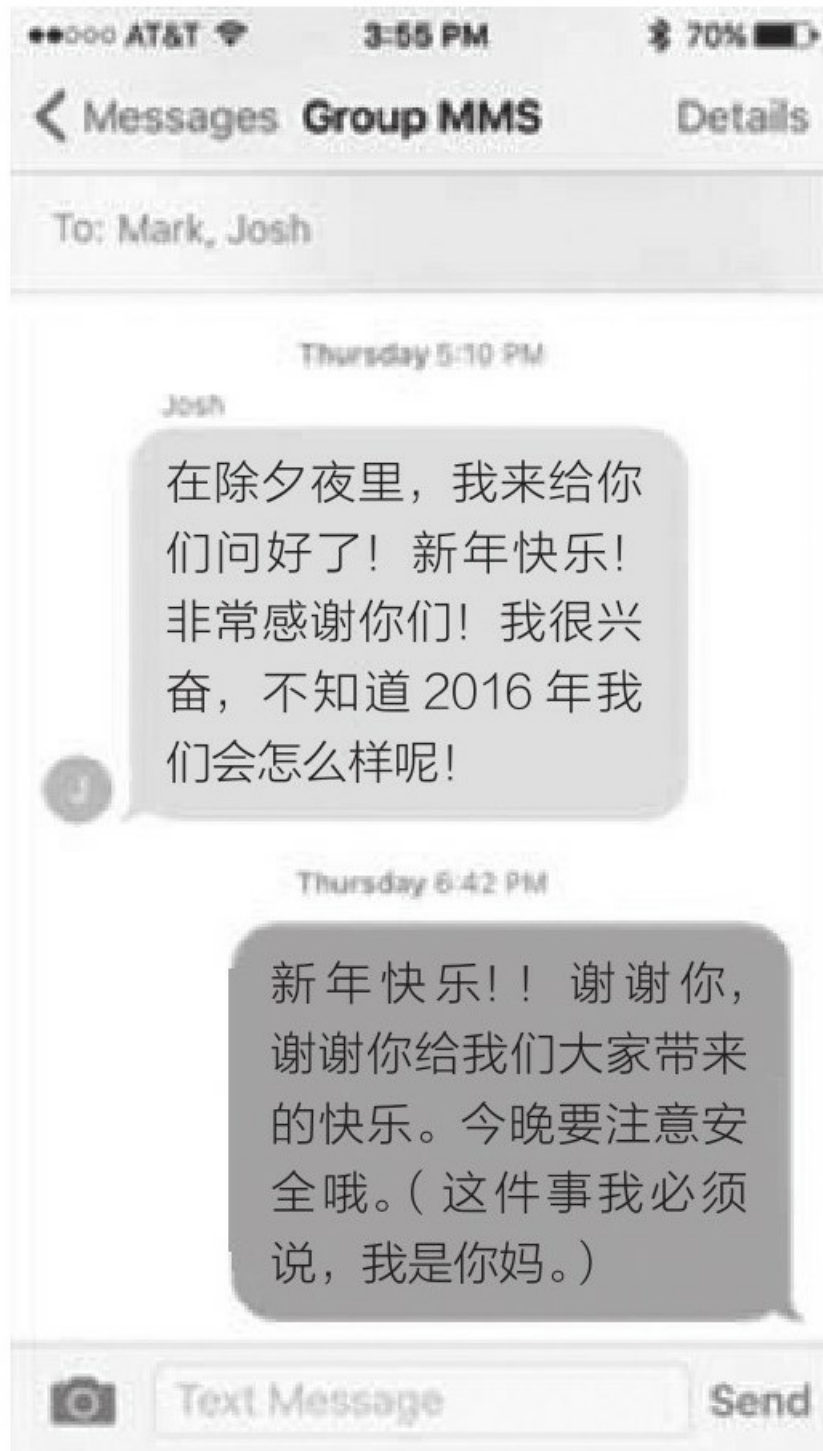 AT&T 3:55 PM 70%
Messages Group MMS Details
To: Mark, Josh
Thursday 5:10 PM
Josh
在除夕夜里，我来给你
们问好了！新年快乐！
非常感谢你们！我很兴
奋，不知道 2016 年我
们会怎么样呢！
J
Thursday 6:42 PM
新年快乐！！谢谢你，
谢谢你给我们大家带来
的快乐。今晚要注意安
全哦。（这件事我必须
说，我是你妈。）
Text Message Send